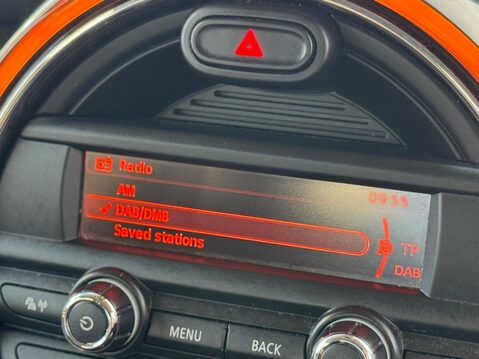 Radio
AM 09:55
DAB/DMB
Saved stations TP
DAB
MENU BACK